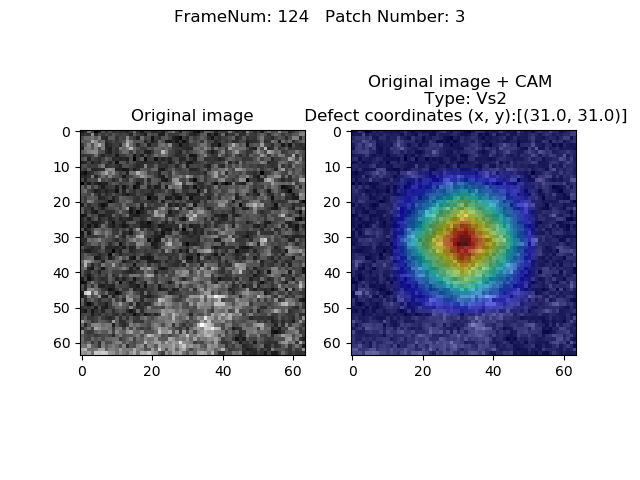 FrameNum: 124   Patch Number: 3
Original image
0
10
20
30
40
50
60
0 20 40 60
Original image + CAM
Type: Vs2
Defect coordinates (x, y):[(31.0, 31.0)]
0
10
20
30
40
50
60
0 20 40 60